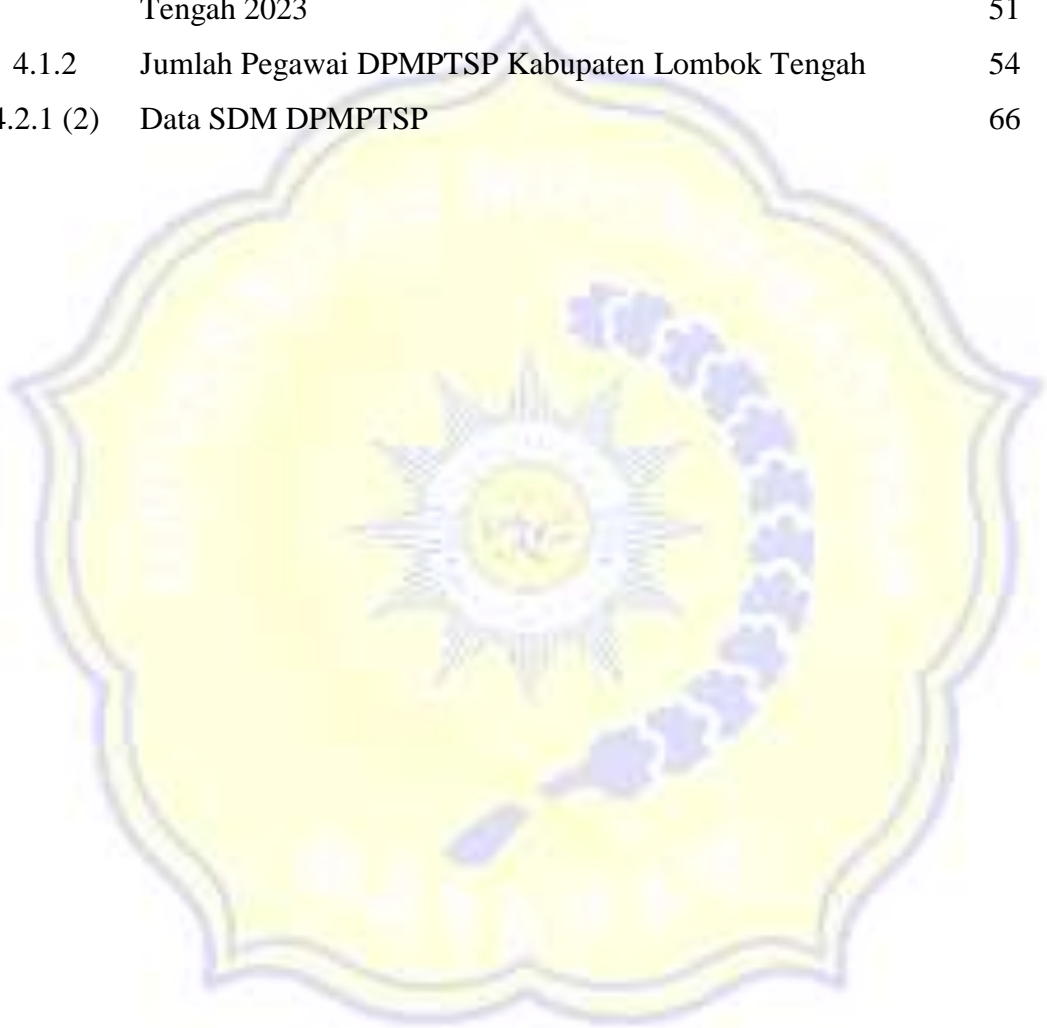 Tengah 2023 51
4.1.2 Jumlah Pegawai DPMPTSP Kabupaten Lombok Tengah 54
4.2.1 (2) Data SDM DPMPTSP 66